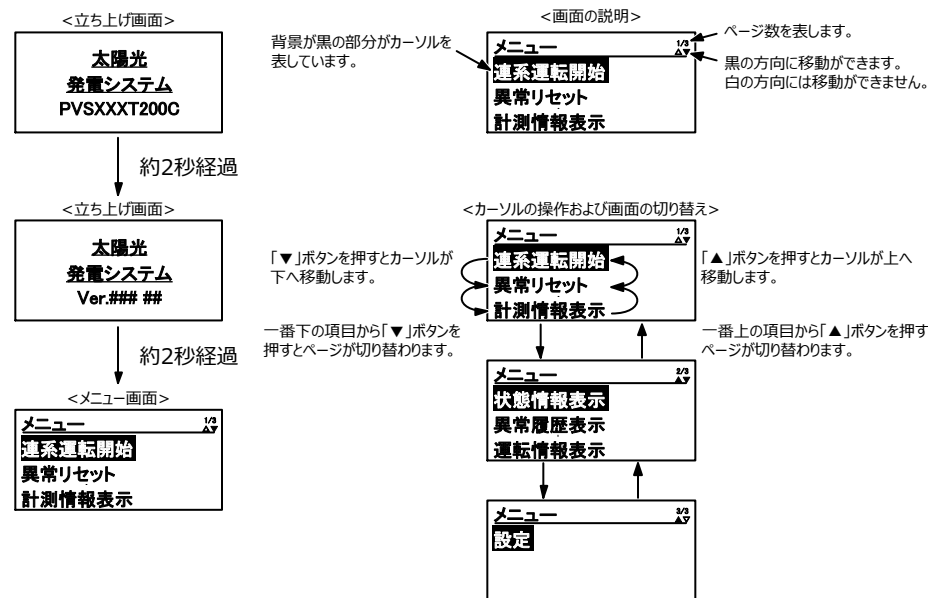 <立ち上げ画面>
太陽光
発電システム
PVSXXXT200C
約2秒経過
<立ち上げ画面>
太陽光
発電システム
Ver.### ##
約2秒経過
<メニュー画面>
メニュー 1/3
△▼
連系運転開始
異常リセット
計測情報表示
<画面の説明>
背景が黒の部分がカーソルを
表しています。
メニュー 1/3
△▼
連系運転開始
異常リセット
計測情報表示
ページ数を表します。
黒の方向に移動ができます。
白の方向には移動ができません。
<カーソルの操作および画面の切り替え>
メニュー 1/3
△▼
連系運転開始
異常リセット
計測情報表示
「▼」ボタンを押すとカーソルが
下へ移動します。
「▲」ボタンを押すとカーソルが上へ
移動します。
一番下の項目から「▼」ボタンを
押すとページが切り替わります。
一番上の項目から「▲」ボタンを押す
ページが切り替わります。
メニュー 2/3
▲▼
状態情報表示
異常履歴表示
運転情報表示
メニュー 3/3
▲▽
設定